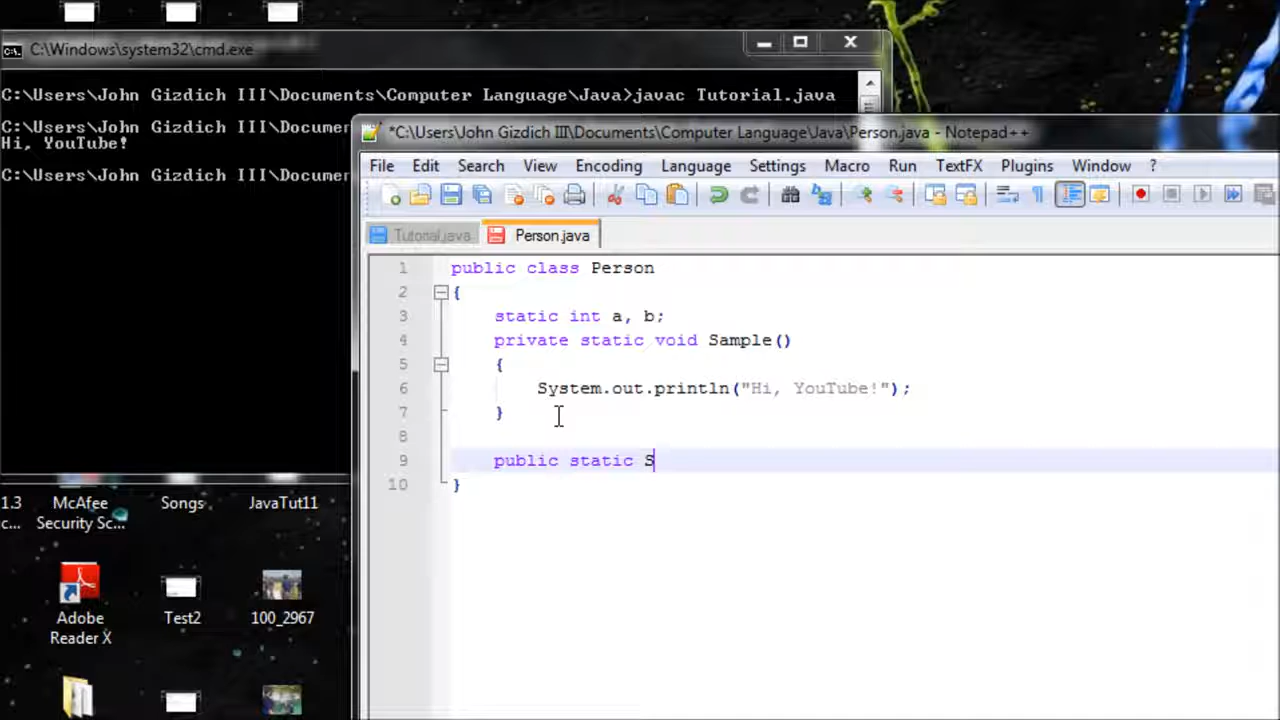 C:\Windows\system32\cmd.exe
C:\Users\John Gizdich III\Documents\Computer Language\Java>javac Tutorial.java
C:\Users\John Gizdich III\Documen
Hi, YouTube!
C:\Users\John Gizdich III\Documen
*C:\Users\John Gizdich III\Documents\Computer Language\Java\Person.java - Notepad++
File Edit Search View Encoding Language Settings Macro Run TextFX Plugins Window ?
Tutorial.java Person.java
1 public class Person
2 {
3 static int a, b;
4 private static void Sample()
5 {
6 System.out.println("Hi, YouTube!");
7 }
8
9 public static S
10 }
1.3 McAfee Songs JavaTut11
c... Security Sc...
Adobe Test2 100_2967
Reader X